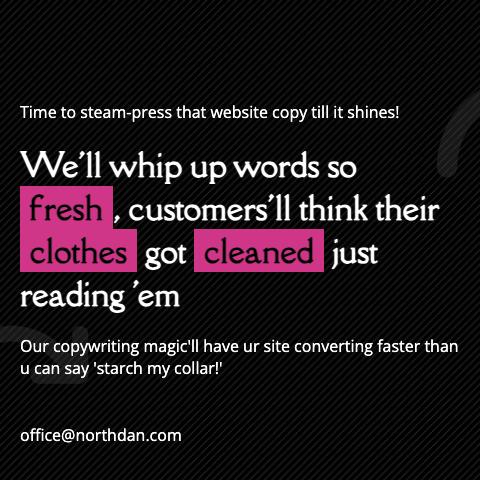 Time to steam-press that website copy till it shines!
We’ll whip up words so
fresh , customers’ll think their
clothes got cleaned just
reading ’em
Our copywriting magic'll have ur site converting faster than
u can say 'starch my collar!'
office@northdan.com